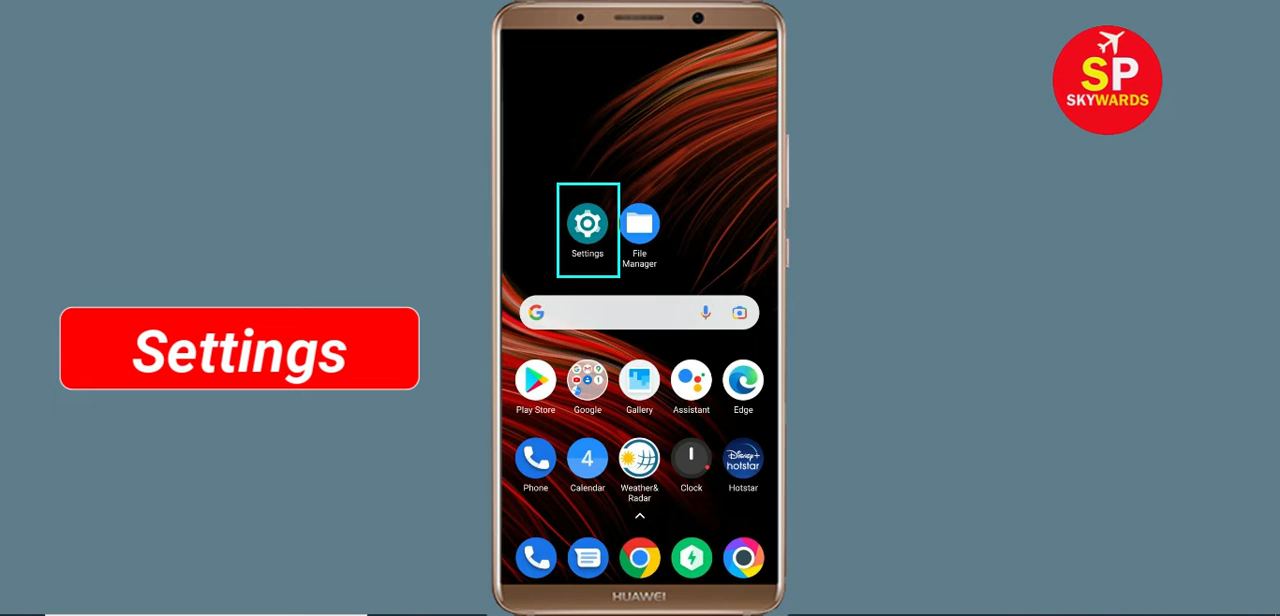 SP
SKYWARDS
Settings
Settings
File
Manager
G
Play Store
Google
Gallery
Assistant
Edge
4
Disney+
hotstar
Phone
Calendar
Weather&
Radar
Clock
Hotstar
HUAWEI